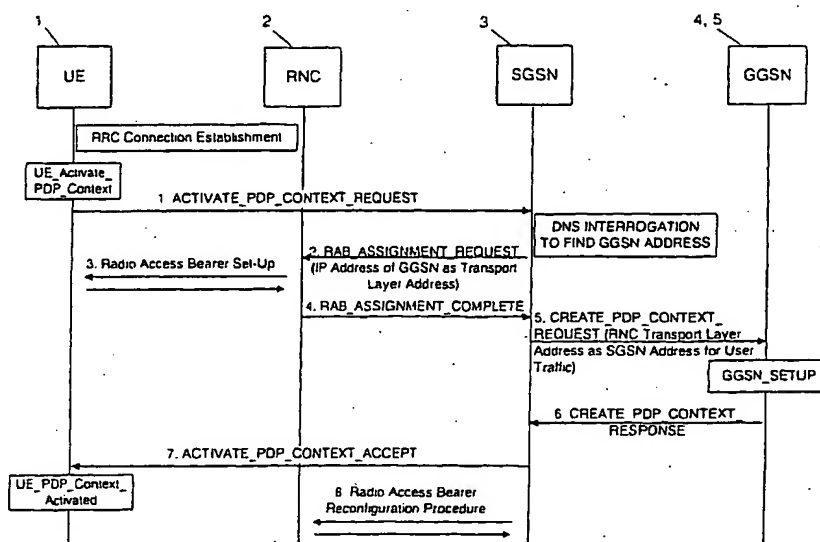 1
2
3
4, 5
UE
RNC
SGSN
GGSN
RRC Connection Establishment
UE_Activate_
PDP_Context
1 ACTIVATE_PDP_CONTEXT_REQUEST
DNS INTERROGATION
TO FIND GGSN ADDRESS
2. RAB_ASSIGNMENT_REQUEST
(IP Address of GGSN as Transport
Layer Address)
3. Radio Access Bearer Set-Up
4. RAB_ASSIGNMENT_COMPLETE
5. CREATE_PDP_CONTEXT_
REQUEST (RNC Transport Layer
Address as SGSN Address for User
Traffic)
GGSN_SETUP
6 CREATE_PDP_CONTEXT_
RESPONSE
7. ACTIVATE_PDP_CONTEXT_ACCEPT
UE_PDP_Context_
Activated
8 Radio Access Bearer
Reconfiguration Procedure